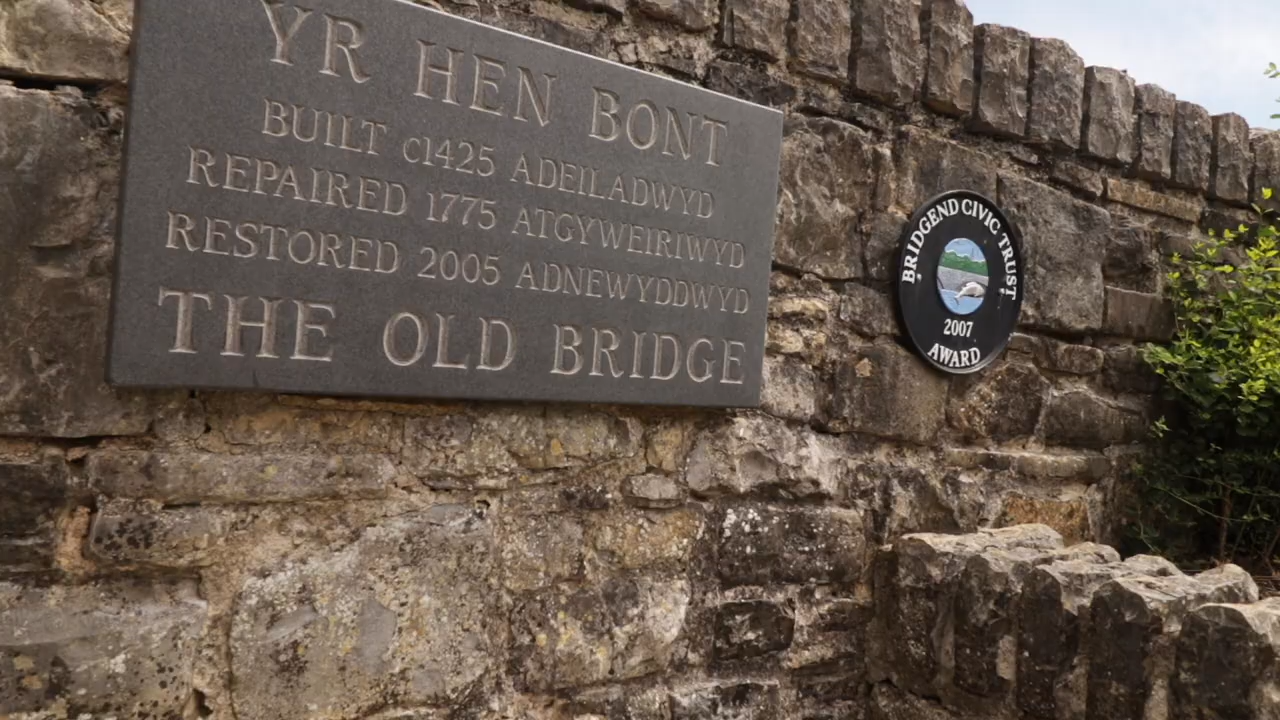 YR HEN BONT
BUILT c1425 ADEILADWYD
REPAIRED 1775 ATGYWEIRIWYD
RESTORED 2005 ADNEWYDDWYD
THE OLD BRIDGE
BRIDGEND CIVIC TRUST
2007
AWARD